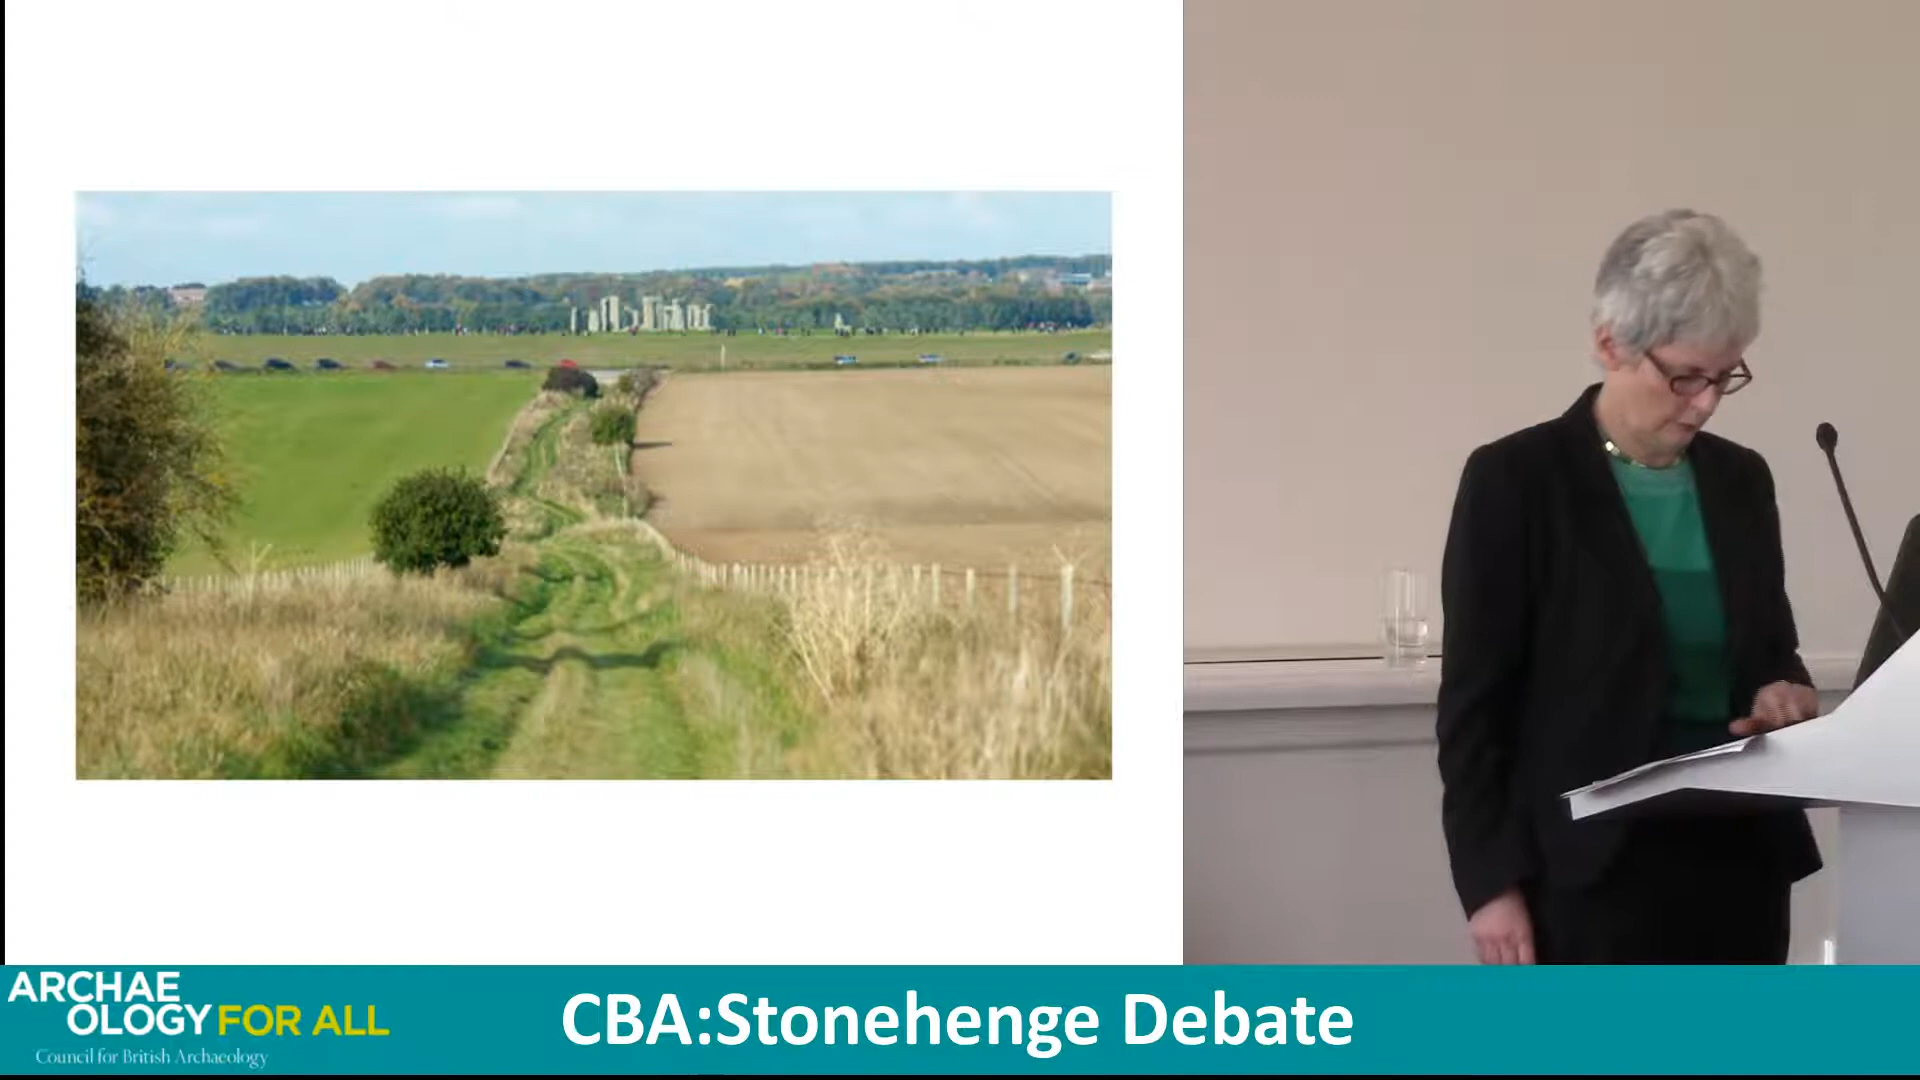 ARCHAE
OLOGY FOR ALL
Council for British Archaeology
CBA:Stonehenge Debate